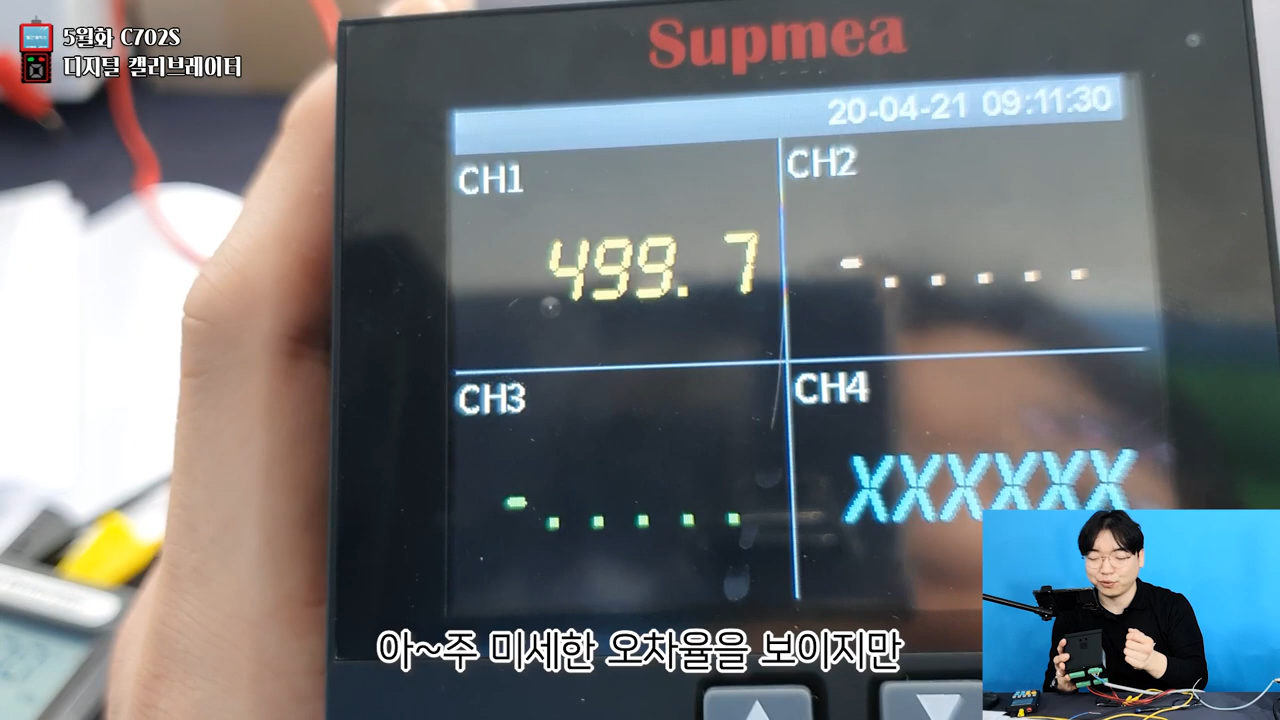 5월화 C702S
디지털 캘리브레이터
Supmea
20-04-21 09:11:30
CH1
CH2
499.7
-.....
CH3
CH4
-.....
XXXXXX
아~주 미세한 오차율을 보이지만